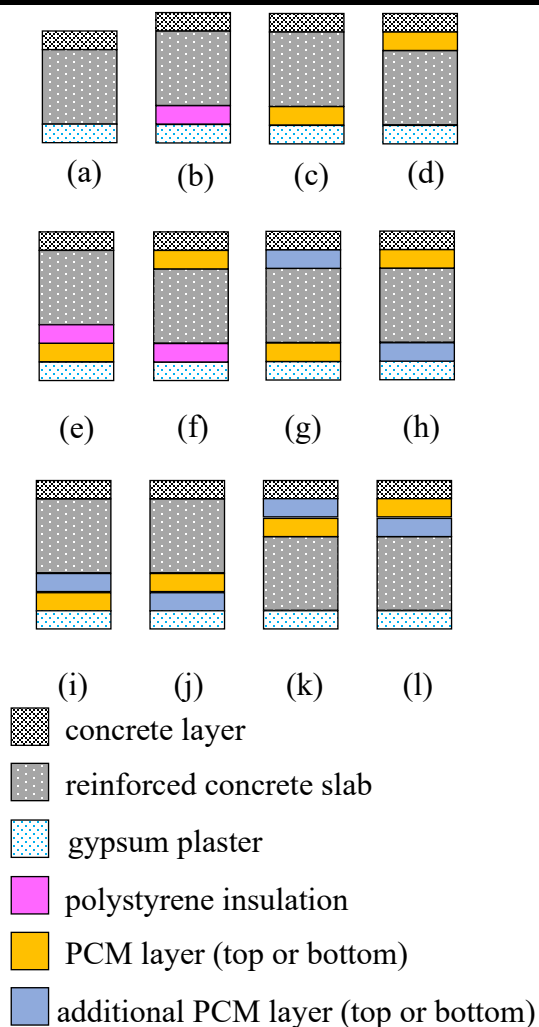 (a) (b) (c) (d)
(e) (f) (g) (h)
(i) (j) (k) (l)
concrete layer
reinforced concrete slab
gypsum plaster
polystyrene insulation
PCM layer (top or bottom)
additional PCM layer (top or bottom)